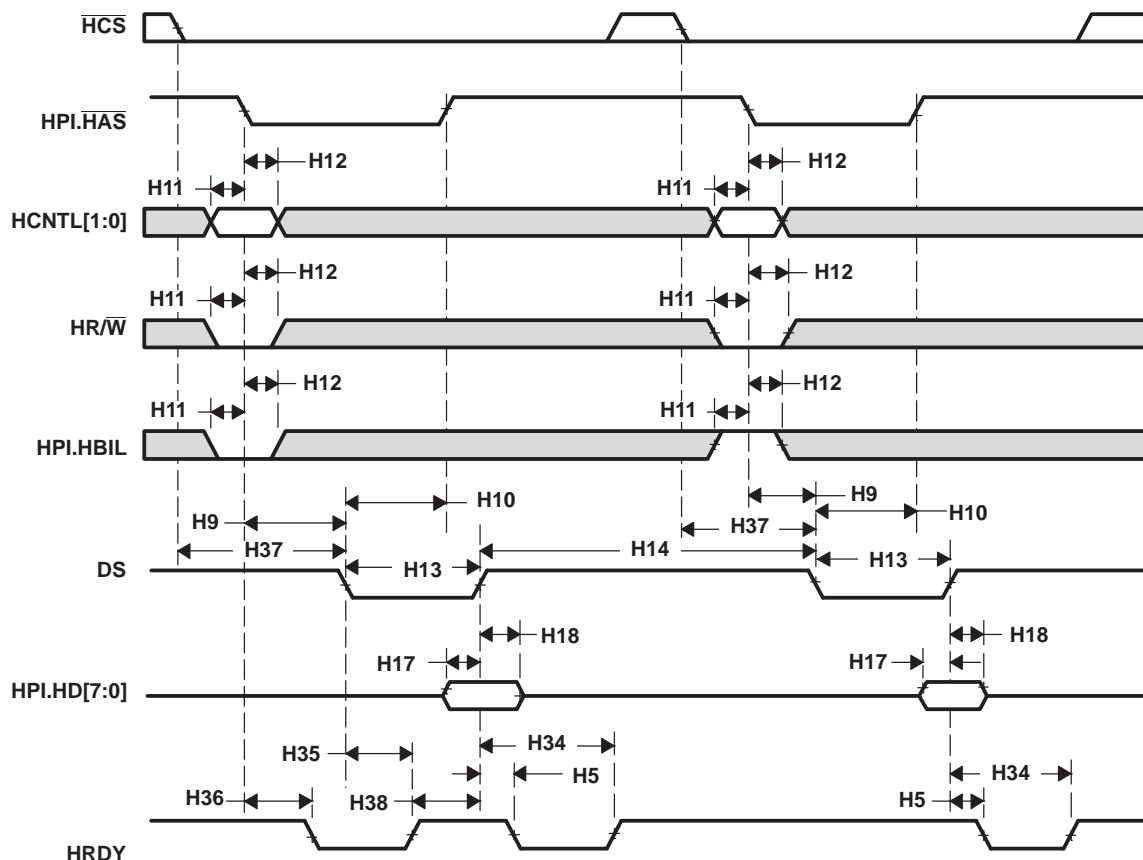 HCS
HPI.HAS
H12 H12
H11 H11
HCNTL[1:0]
H12 H12
H11 H11
HR/W
H12 H12
H11 H11
HPI.HBIL
H10 H9
H9 H10
H37 H37
H14
DS H13 H13
H18 H18
H17 H17
HPI.HD[7:0]
H34
H35 H34
H5
H36 H38 H5
HRDY